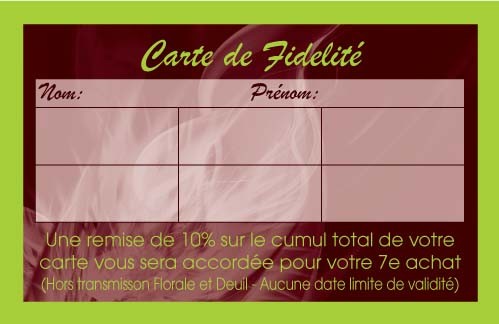 Carte de Fidelité
Nom: Prénom:
Une remise de 10% sur le cumul total de votre
carte vous sera accordée pour votre 7e achat
(Hors transmisson Florale et Deuil - Aucune date limite de validité)